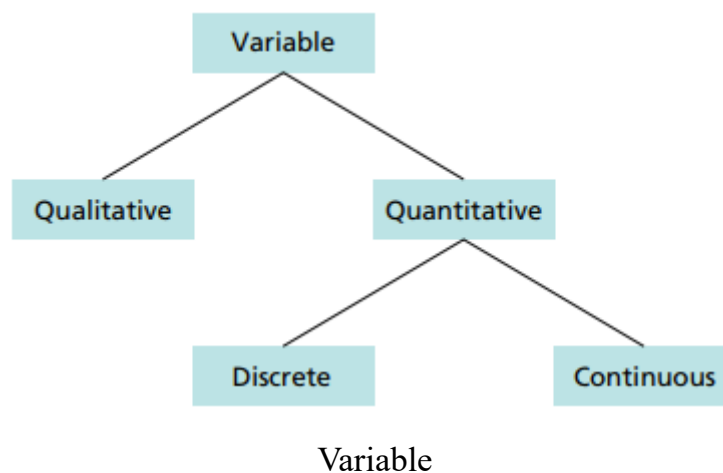 Variable
Qualitative
Quantitative
Discrete
Continuous
Variable